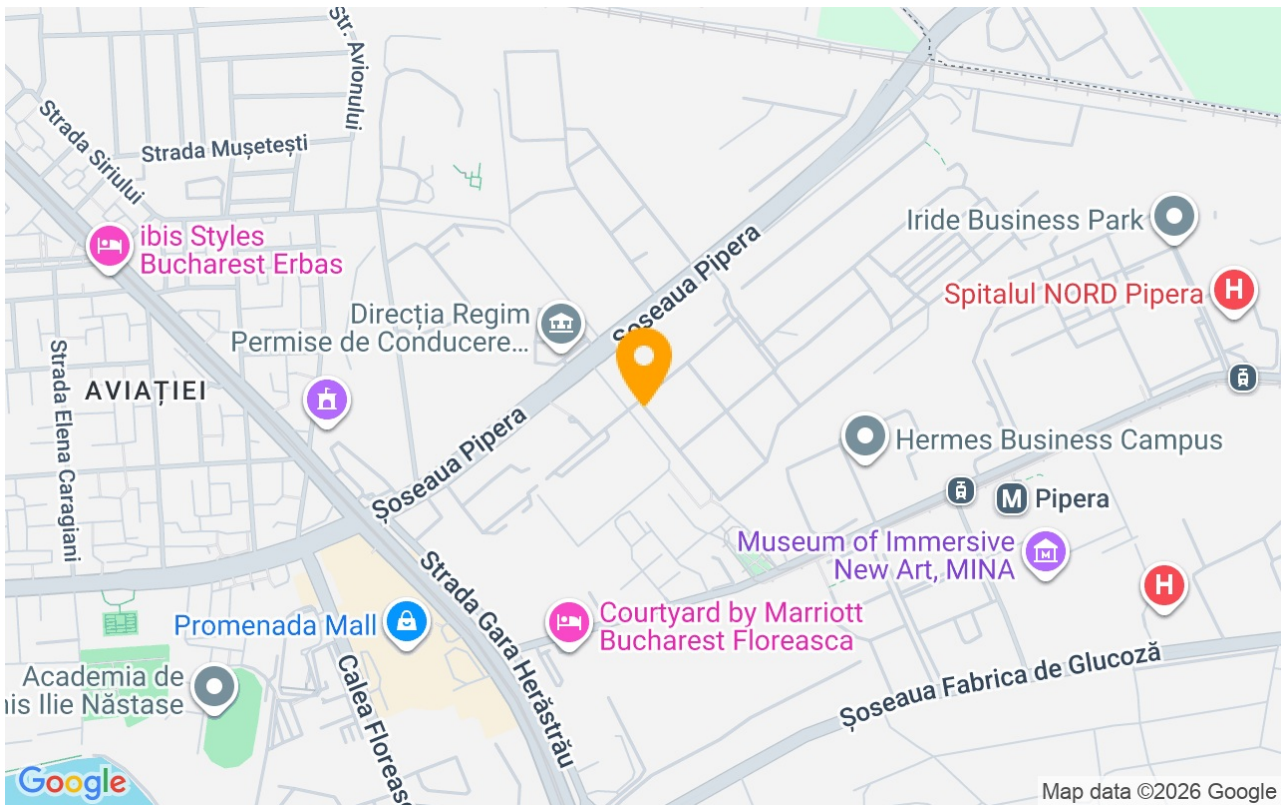 Str. Avionului
Strada Siriului
Strada Mușetești
ibis Styles
Bucharest Erbas
Iride Business Park
Spitalul NORD Pipera
H
Șoseaua Pipera
Direcția Regim
Permise de Conducere...
AVIAȚIEI
Strada Elena Caragiani
Șoseaua Pipera
Hermes Business Campus
M Pipera
Museum of Immersive
New Art, MINA
M
H
Strada Gara Herăstrău
Promenada Mall
Courtyard by Marriott
Bucharest Floreasca
Șoseaua Fabrica de Glucoză
Academia de
nis Ilie Năstase
Calea Floreasc
Google
Map data ©2026 Google